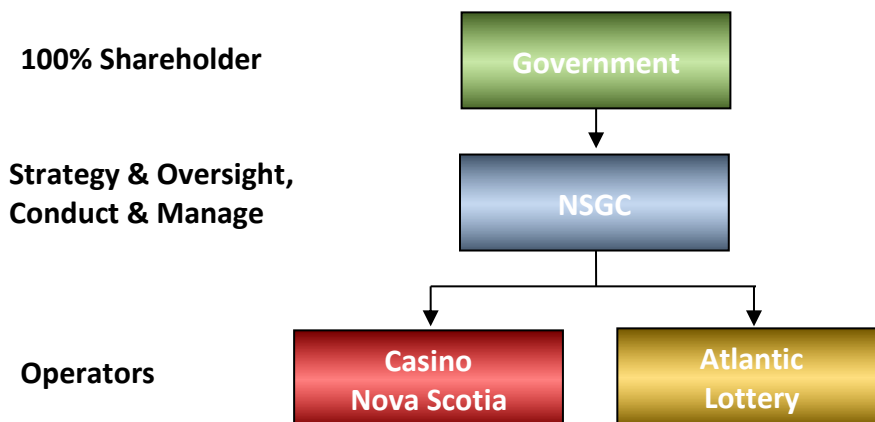 100% Shareholder
Government
Strategy & Oversight,
Conduct & Manage
NSGC
Operators
Casino
Nova Scotia
Atlantic
Lottery